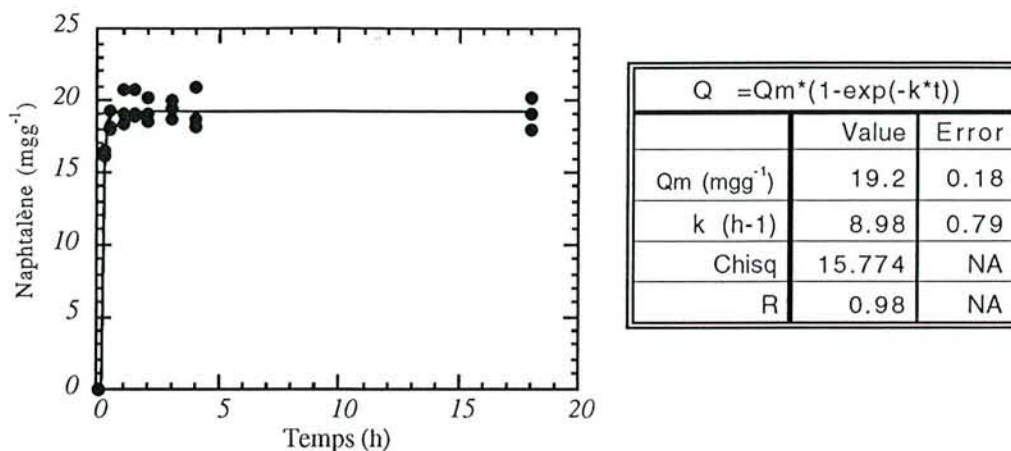 25
20
15
10
5
0
Naphtalène (mgg⁻¹)
0 5 10 15 20
Temps (h)
Q =Qm*(1-exp(-k*t))
Value Error
Qm (mgg⁻¹) 19.2 0.18
k (h-1) 8.98 0.79
Chisq 15.774 NA
R 0.98 NA